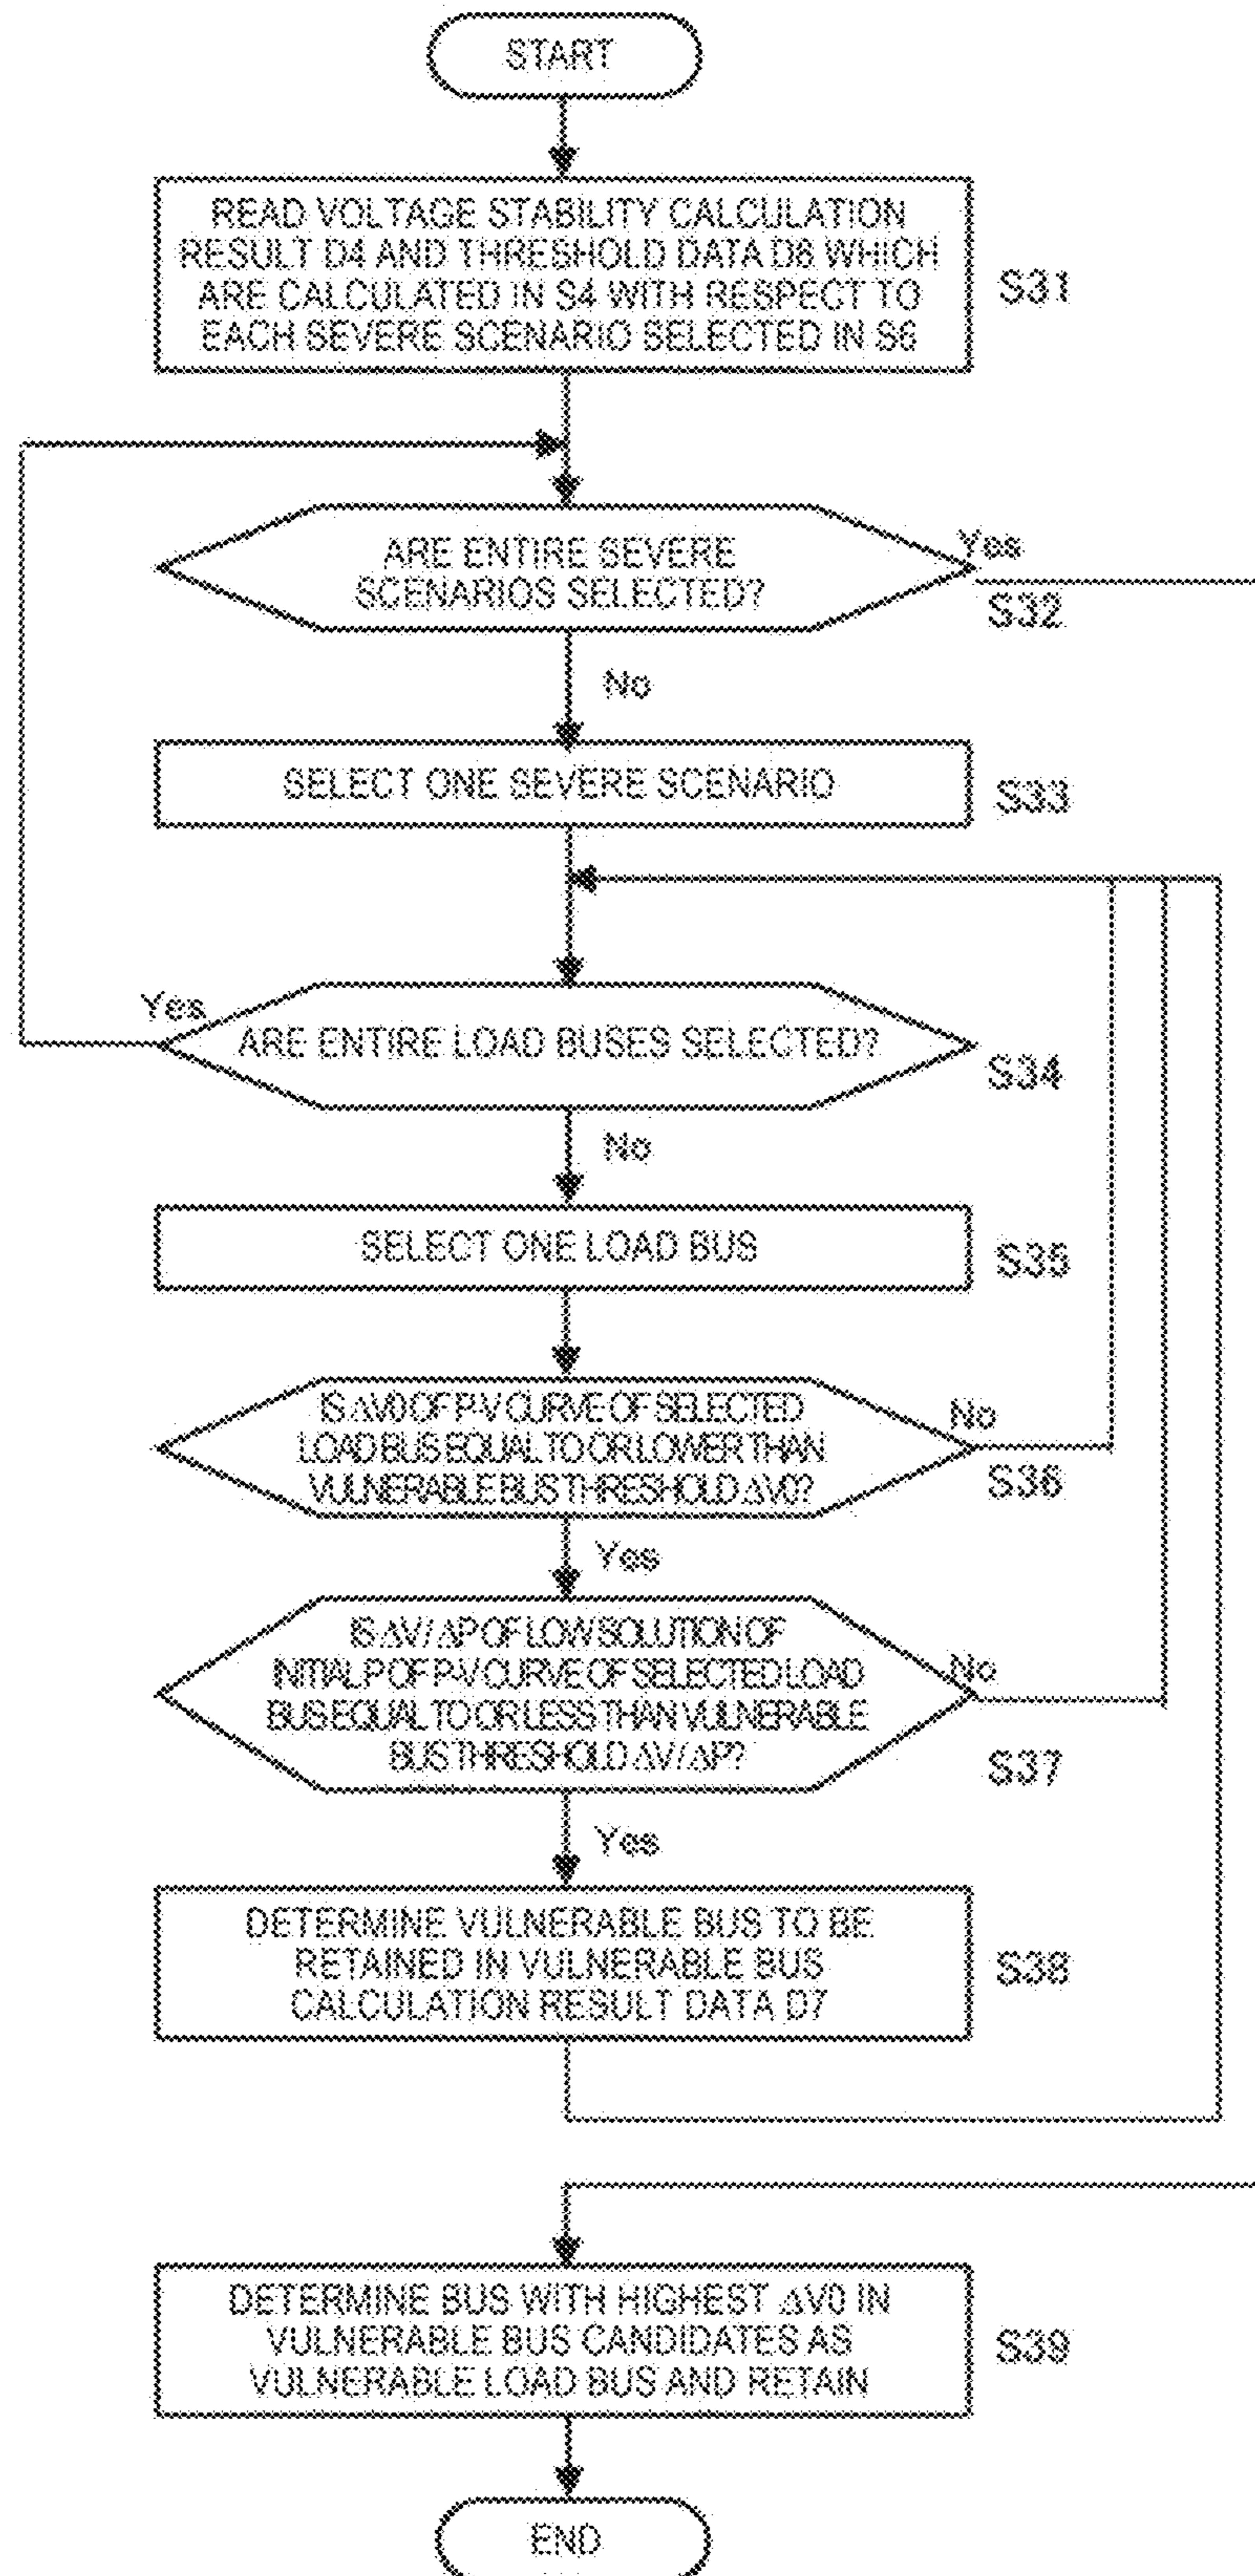 START
READ VOLTAGE STABILITY CALCULATION
RESULT D4 AND THRESHOLD DATA D8 WHICH
ARE CALCULATED IN S4 WITH RESPECT TO
EACH SEVERE SCENARIO SELECTED IN S6
S31
ARE ENTIRE SEVERE
SCENARIOS SELECTED?
Yes
S32
No
SELECT ONE SEVERE SCENARIO
S33
Yes
ARE ENTIRE LOAD BUSES SELECTED?
S34
No
SELECT ONE LOAD BUS
S35
IS ΔV0 OF P-V CURVE OF SELECTED
LOAD BUS EQUAL TO OR LOWER THAN
VULNERABLE BUS THRESHOLD ΔV0?
No
S36
Yes
IS ΔV/ΔP OF LOW SOLUTION OF
INITIAL P OF P-V CURVE OF SELECTED LOAD
BUS EQUAL TO OR LESS THAN VULNERABLE
BUS THRESHOLD ΔV/ΔP?
No
S37
Yes
DETERMINE VULNERABLE BUS TO BE
RETAINED IN VULNERABLE BUS
CALCULATION RESULT DATA D7
S38
DETERMINE BUS WITH HIGHEST ΔV0 IN
VULNERABLE BUS CANDIDATES AS
VULNERABLE LOAD BUS AND RETAIN
S39
END